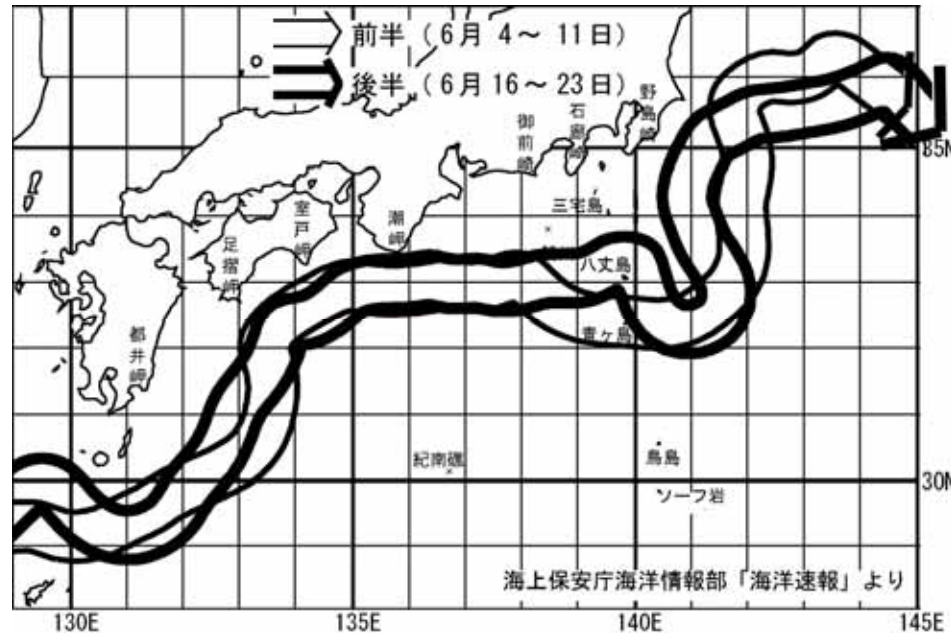 前半(6月 4～ 11日)
後半(6月 16～23日)
野島崎
石廊崎
御前崎
三宅島
潮岬
室戸岬
足摺岬
八丈島
都井岬
青ヶ島
紀南礁
鳥島
ソーフ岩
35N
30N
海上保安庁海洋情報部「海洋速報」より
130E 135E 140E 145E